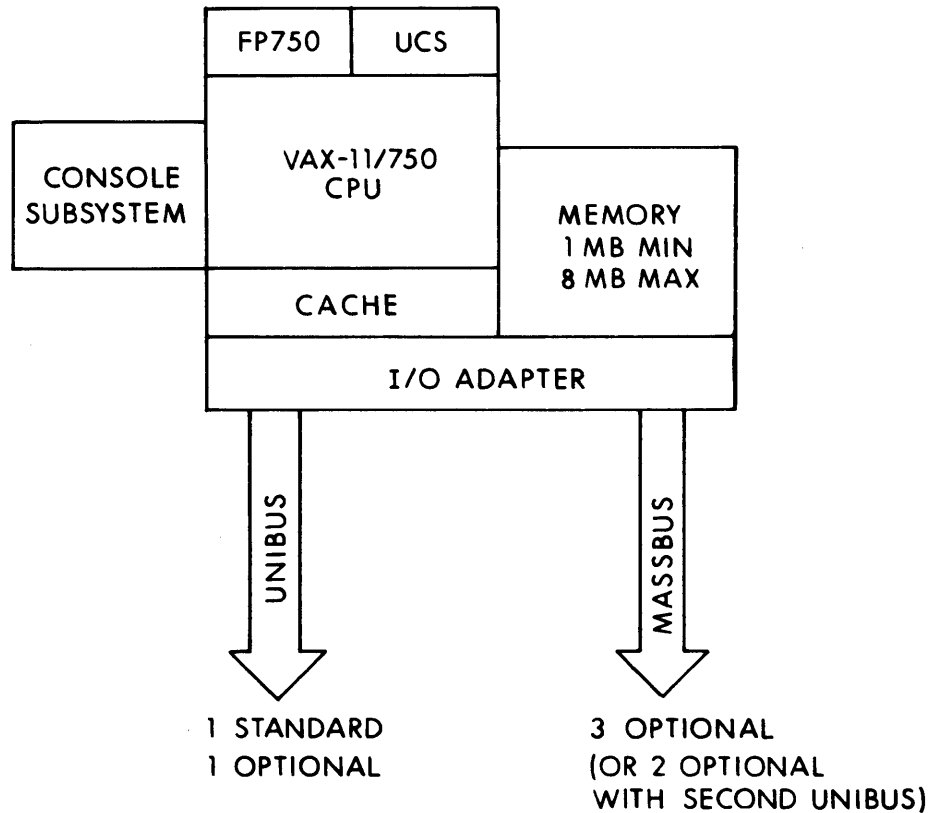 FP750
UCS
VAX-11/750
CPU
CONSOLE
SUBSYSTEM
MEMORY
1 MB MIN
8 MB MAX
CACHE
I/O ADAPTER
UNIBUS
MASSBUS
1 STANDARD
1 OPTIONAL
3 OPTIONAL
(OR 2 OPTIONAL
WITH SECOND UNIBUS)